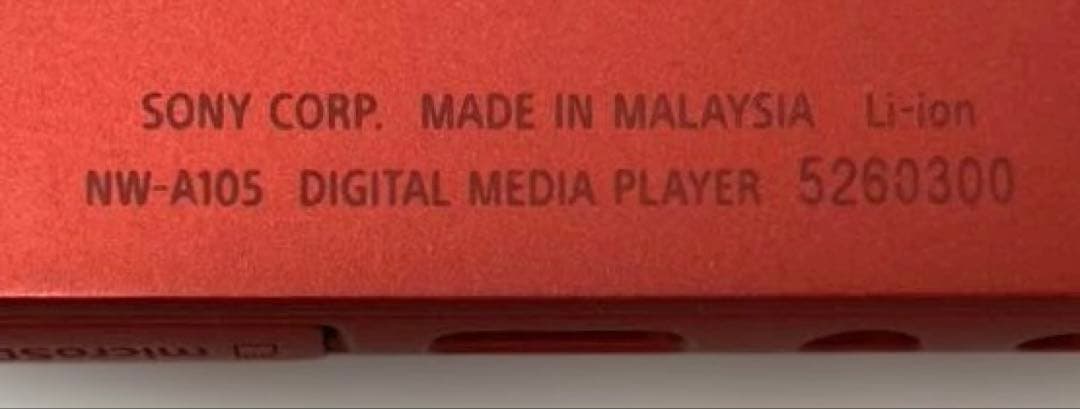 SONY CORP. MADE IN MALAYSIA Li-ion
NW-A105 DIGITAL MEDIA PLAYER 5260300